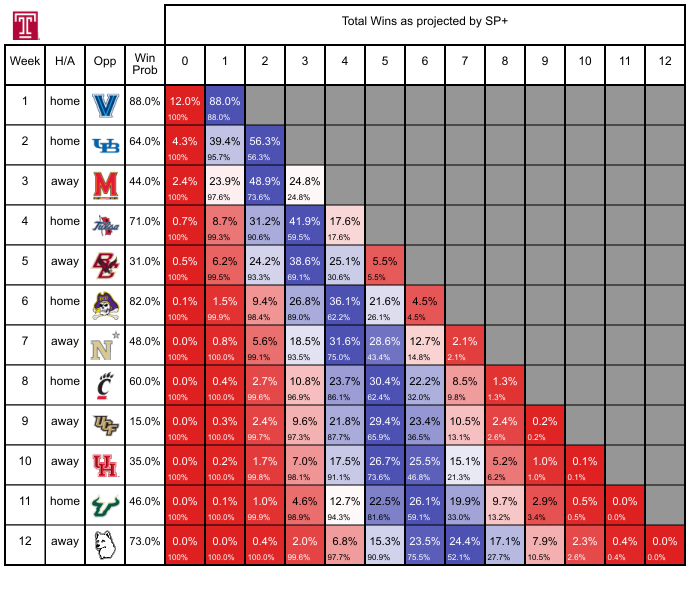 T
Total Wins as projected by SP+
Week H/A Opp Win Prob 0 1 2 3 4 5 6 7 8 9 10 11 12
1 home V 88.0% 12.0% 88.0%
100% 88.0%
2 home UB 64.0% 4.3% 39.4% 56.3%
100% 95.7% 56.3%
3 away M 44.0% 2.4% 23.9% 48.9% 24.8%
100% 97.6% 73.6% 24.8%
4 home Tulsa 71.0% 0.7% 8.7% 31.2% 41.9% 17.6%
100% 99.3% 90.6% 59.5% 17.6%
5 away BC 31.0% 0.5% 6.2% 24.2% 38.6% 25.1% 5.5%
100% 99.5% 93.3% 69.1% 30.6% 5.5%
6 home 82.0% 0.1% 1.5% 9.4% 26.8% 36.1% 21.6% 4.5%
100% 99.9% 98.4% 89.0% 62.2% 26.1% 4.5%
7 away N 48.0% 0.0% 0.8% 5.6% 18.5% 31.6% 28.6% 12.7% 2.1%
100% 100.0% 99.1% 93.5% 75.0% 43.4% 14.8% 2.1%
8 home C 60.0% 0.0% 0.4% 2.7% 10.8% 23.7% 30.4% 22.2% 8.5% 1.3%
100% 100.0% 99.6% 96.9% 86.1% 62.4% 32.0% 9.8% 1.3%
9 away UCF 15.0% 0.0% 0.3% 2.4% 9.6% 21.8% 29.4% 23.4% 10.5% 2.4% 0.2%
100% 100.0% 99.7% 97.3% 87.7% 65.9% 36.5% 13.1% 2.6% 0.2%
10 away UH 35.0% 0.0% 0.2% 1.7% 7.0% 17.5% 26.7% 25.5% 15.1% 5.2% 1.0% 0.1%
100% 100.0% 99.8% 98.1% 91.1% 73.6% 46.8% 21.3% 6.2% 1.0% 0.1%
11 home U 46.0% 0.0% 0.1% 1.0% 4.6% 12.7% 22.5% 26.1% 19.9% 9.7% 2.9% 0.5% 0.0%
100% 100.0% 99.9% 98.9% 94.3% 81.6% 59.1% 33.0% 13.2% 3.4% 0.5% 0.0%
12 away 73.0% 0.0% 0.0% 0.4% 2.0% 6.8% 15.3% 23.5% 24.4% 17.1% 7.9% 2.3% 0.4% 0.0%
100% 100.0% 100.0% 99.6% 97.7% 90.9% 75.5% 52.1% 27.7% 10.5% 2.6% 0.4% 0.0%